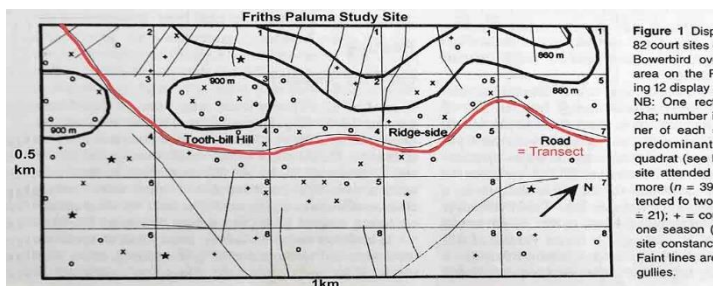 Friths Paluma Study Site
860 m
880 m
900 m
900 m
Tooth-bill Hill
Ridge-side
Road
= Transect
N
0.5
km
1km
Figure 1 Disp
82 court sites
Bowerbird ov
area on the P
ing 12 display
NB: One rect
2ha; number i
ner of each
predominant
quadrat (see
site attended
more (n = 39
tended fo two
= 21); + = co
one season (
site constanc
Faint lines are
gullies.